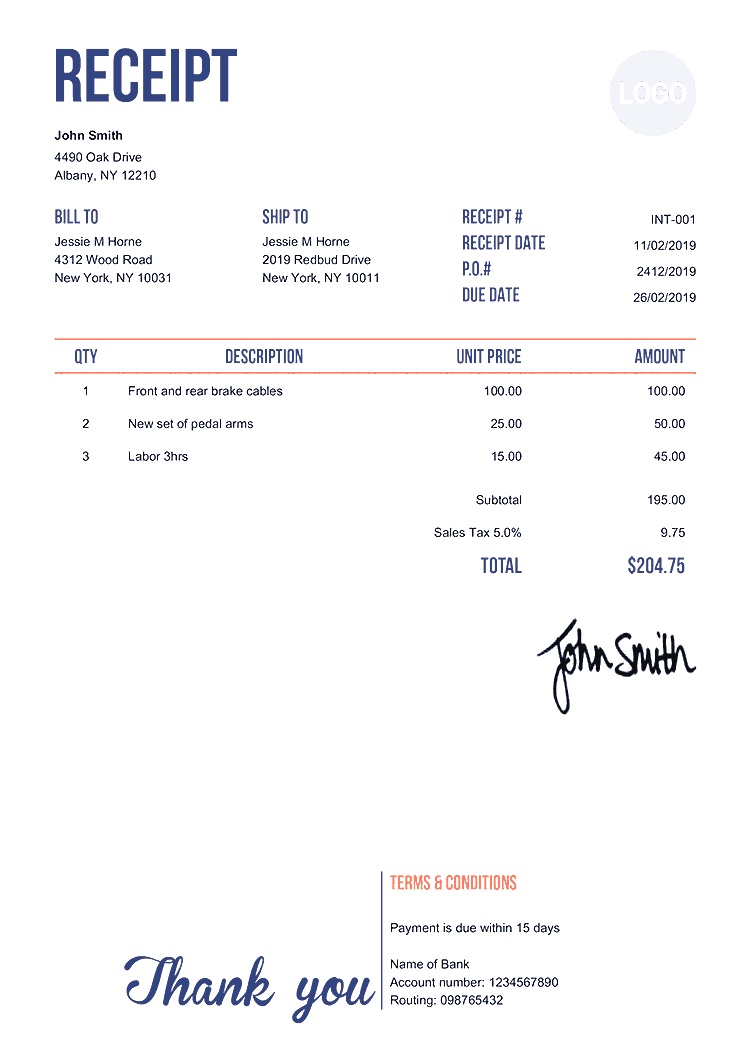 RECEIPT
LOGO
John Smith
4490 Oak Drive
Albany, NY 12210
BILL TO
Jessie M Horne
4312 Wood Road
New York, NY 10031
SHIP TO
Jessie M Horne
2019 Redbud Drive
New York, NY 10011
RECEIPT # INT-001
RECEIPT DATE 11/02/2019
P.O.# 2412/2019
DUE DATE 26/02/2019
QTY DESCRIPTION UNIT PRICE AMOUNT
1 Front and rear brake cables 100.00 100.00
2 New set of pedal arms 25.00 50.00
3 Labor 3hrs 15.00 45.00
Subtotal 195.00
Sales Tax 5.0% 9.75
TOTAL $204.75
John Smith
Thank you
TERMS & CONDITIONS
Payment is due within 15 days
Name of Bank
Account number: 1234567890
Routing: 098765432